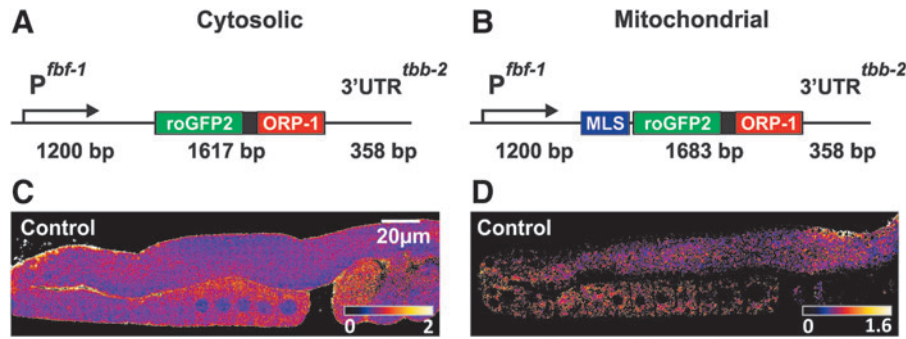 A Cytosolic
P^fbf-1 3'UTR^tbb-2
roGFP2 ORP-1
1200 bp 1617 bp 358 bp
B Mitochondrial
P^fbf-1 3'UTR^tbb-2
MLS roGFP2 ORP-1
1200 bp 1683 bp 358 bp
C
Control 20µm
0 2
D
Control
0 1.6